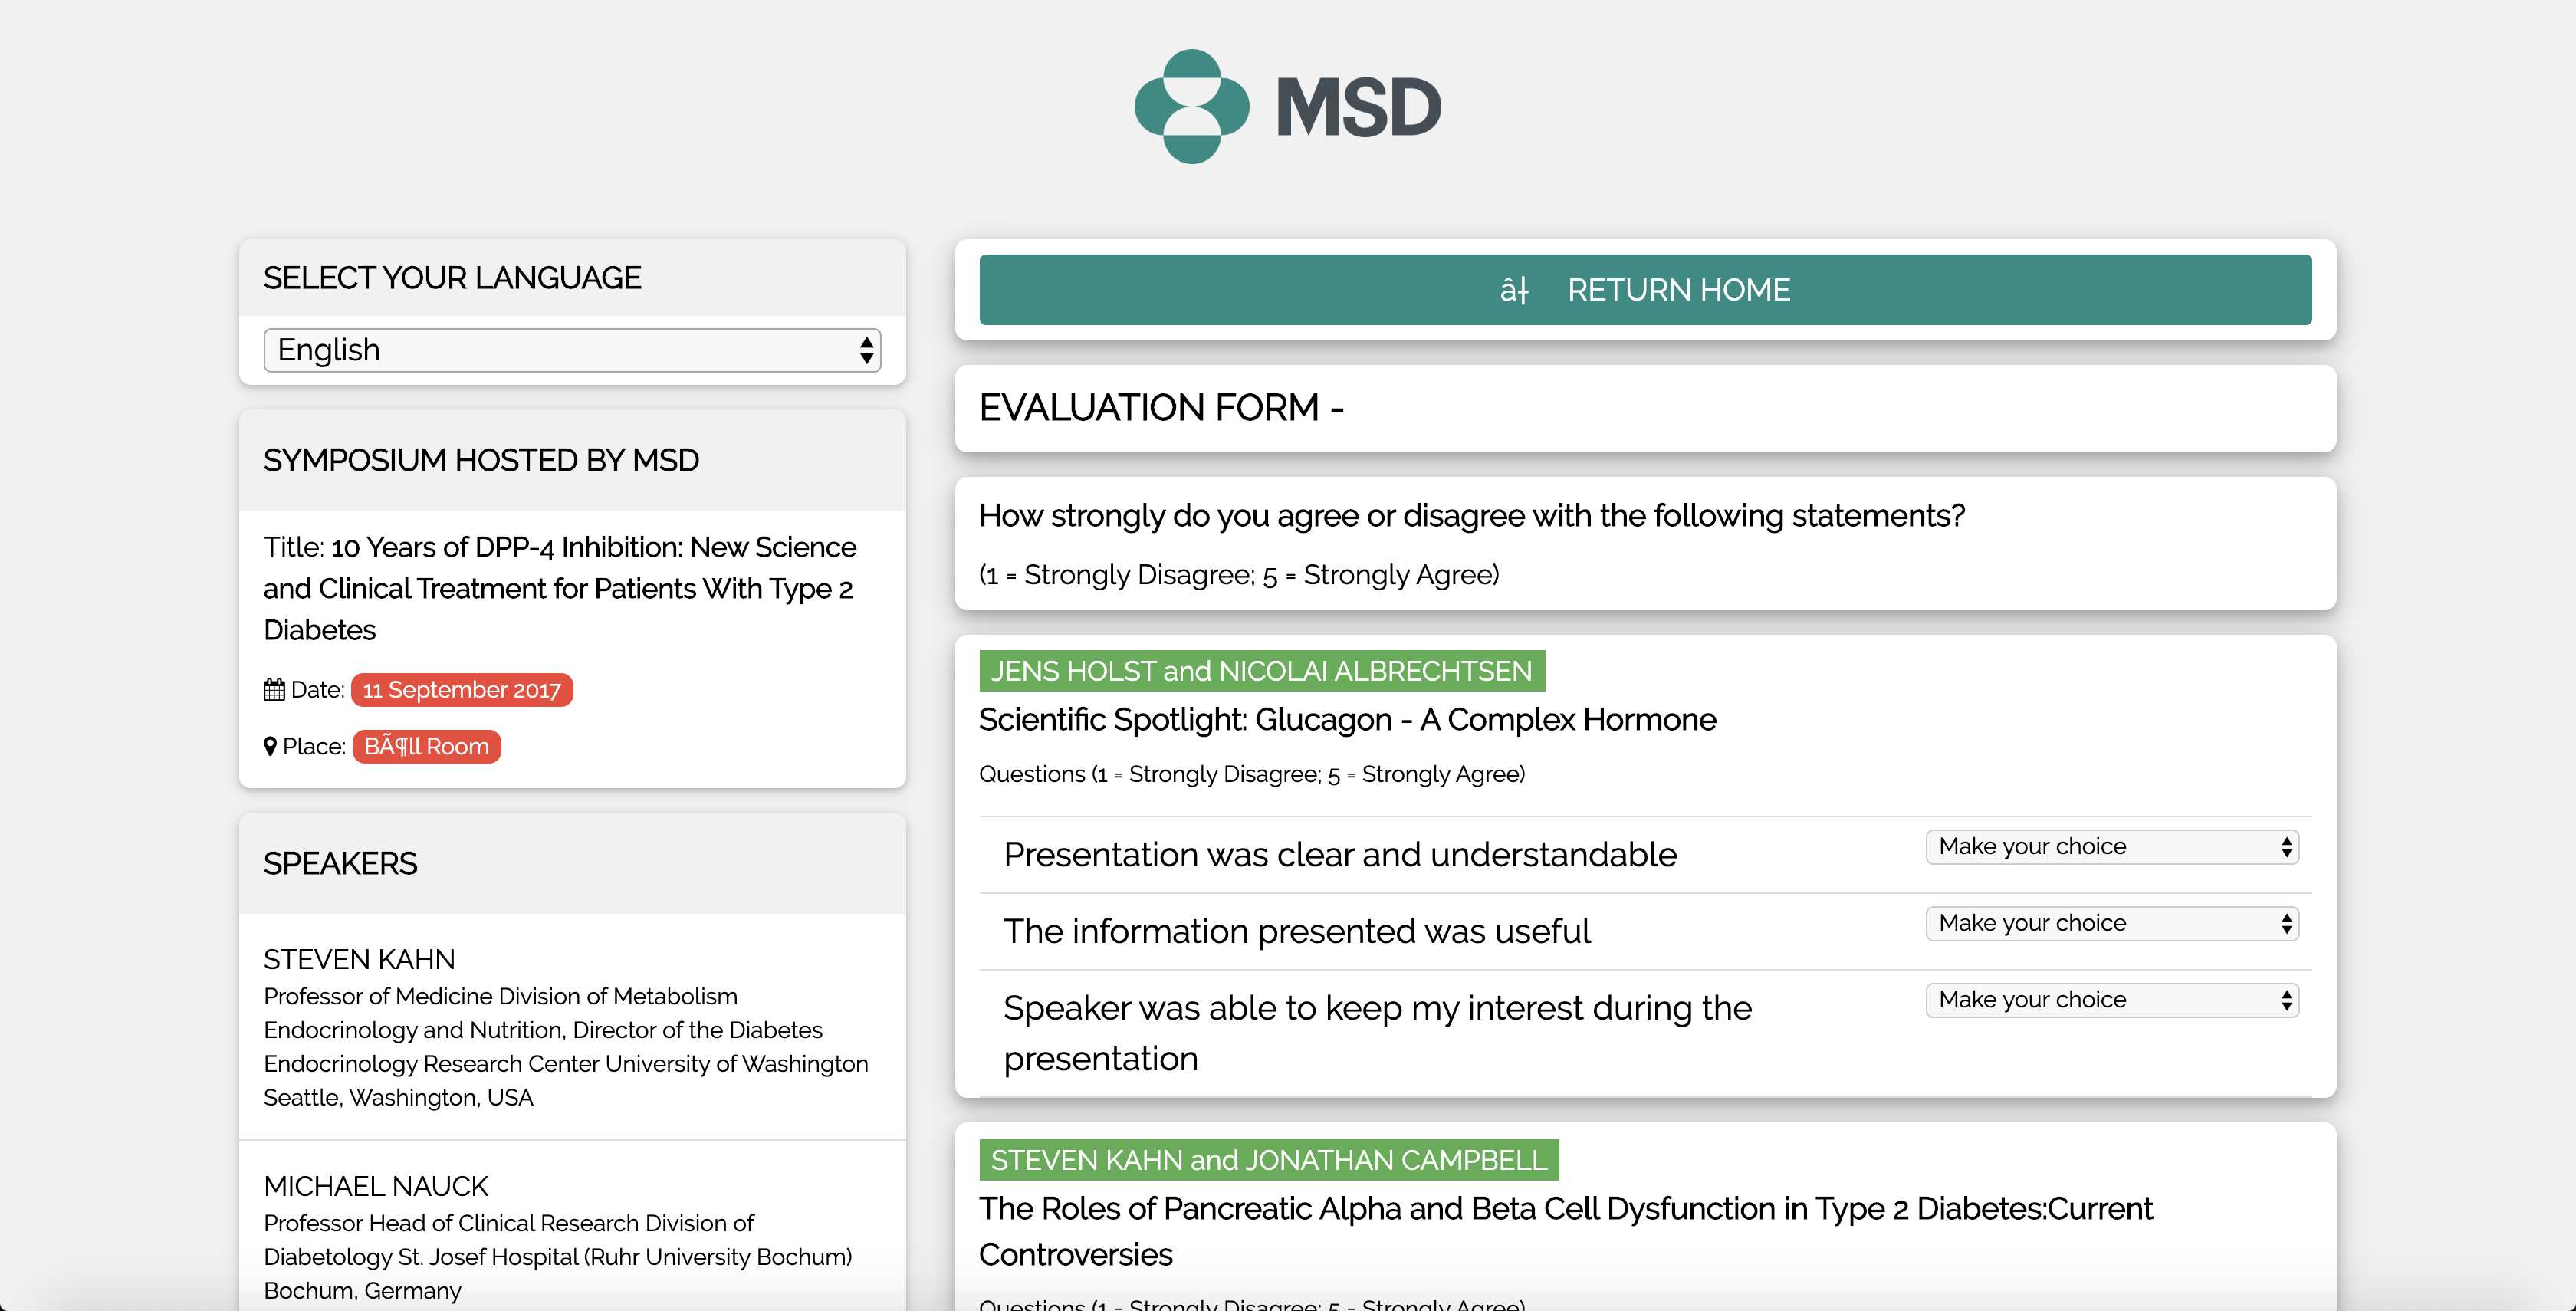 MSD
SELECT YOUR LANGUAGE
English
SYMPOSIUM HOSTED BY MSD
Title: 10 Years of DPP-4 Inhibition: New Science
and Clinical Treatment for Patients With Type 2
Diabetes
Date: 11 September 2017
Place: BÃ¶ll Room
SPEAKERS
STEVEN KAHN
Professor of Medicine Division of Metabolism
Endocrinology and Nutrition, Director of the Diabetes
Endocrinology Research Center University of Washington
Seattle, Washington, USA
MICHAEL NAUCK
Professor Head of Clinical Research Division of
Diabetology St. Josef Hospital (Ruhr University Bochum)
Bochum, Germany
â† RETURN HOME
EVALUATION FORM -
How strongly do you agree or disagree with the following statements?
(1 = Strongly Disagree; 5 = Strongly Agree)
JENS HOLST and NICOLAI ALBRECHTSEN
Scientific Spotlight: Glucagon - A Complex Hormone
Questions (1 = Strongly Disagree; 5 = Strongly Agree)
Presentation was clear and understandable
Make your choice
The information presented was useful
Make your choice
Speaker was able to keep my interest during the
presentation
Make your choice
STEVEN KAHN and JONATHAN CAMPBELL
The Roles of Pancreatic Alpha and Beta Cell Dysfunction in Type 2 Diabetes:Current
Controversies
Questions (1 = Strongly Disagree; 5 = Strongly Agree)